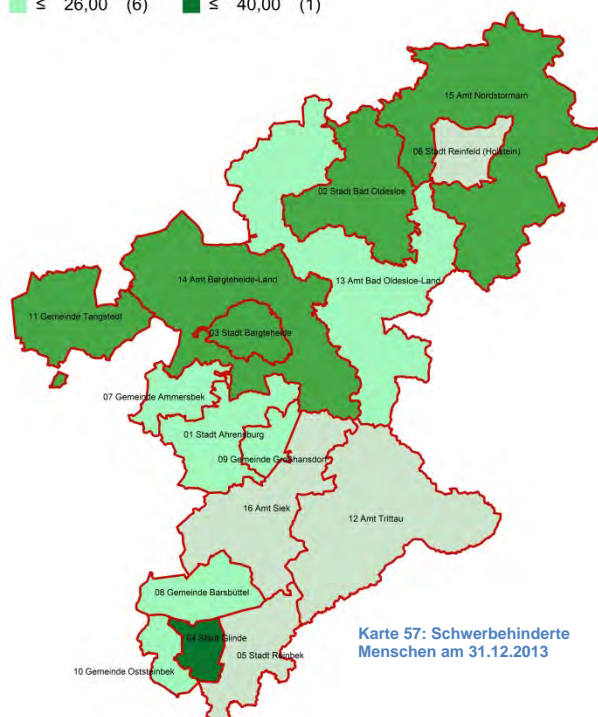 ≤ 26,00 (6) ≤ 40,00 (1)
15 Amt Nordstormarn
06 Stadt Reinfeld (Holstein)
02 Stadt Bad Oldesloe
14 Amt Bargteheide-Land
13 Amt Bad Oldesloe-Land
11 Gemeinde Tangstedt
03 Stadt Bargteheide
07 Gemeinde Ammersbek
01 Stadt Ahrensburg
09 Gemeinde Großhansdorf
16 Amt Siek
12 Amt Trittau
08 Gemeinde Barsbüttel
04 Stadt Glinde
05 Stadt Reinbek
10 Gemeinde Oststeinbek
Karte 57: Schwerbehinderte
Menschen am 31.12.2013